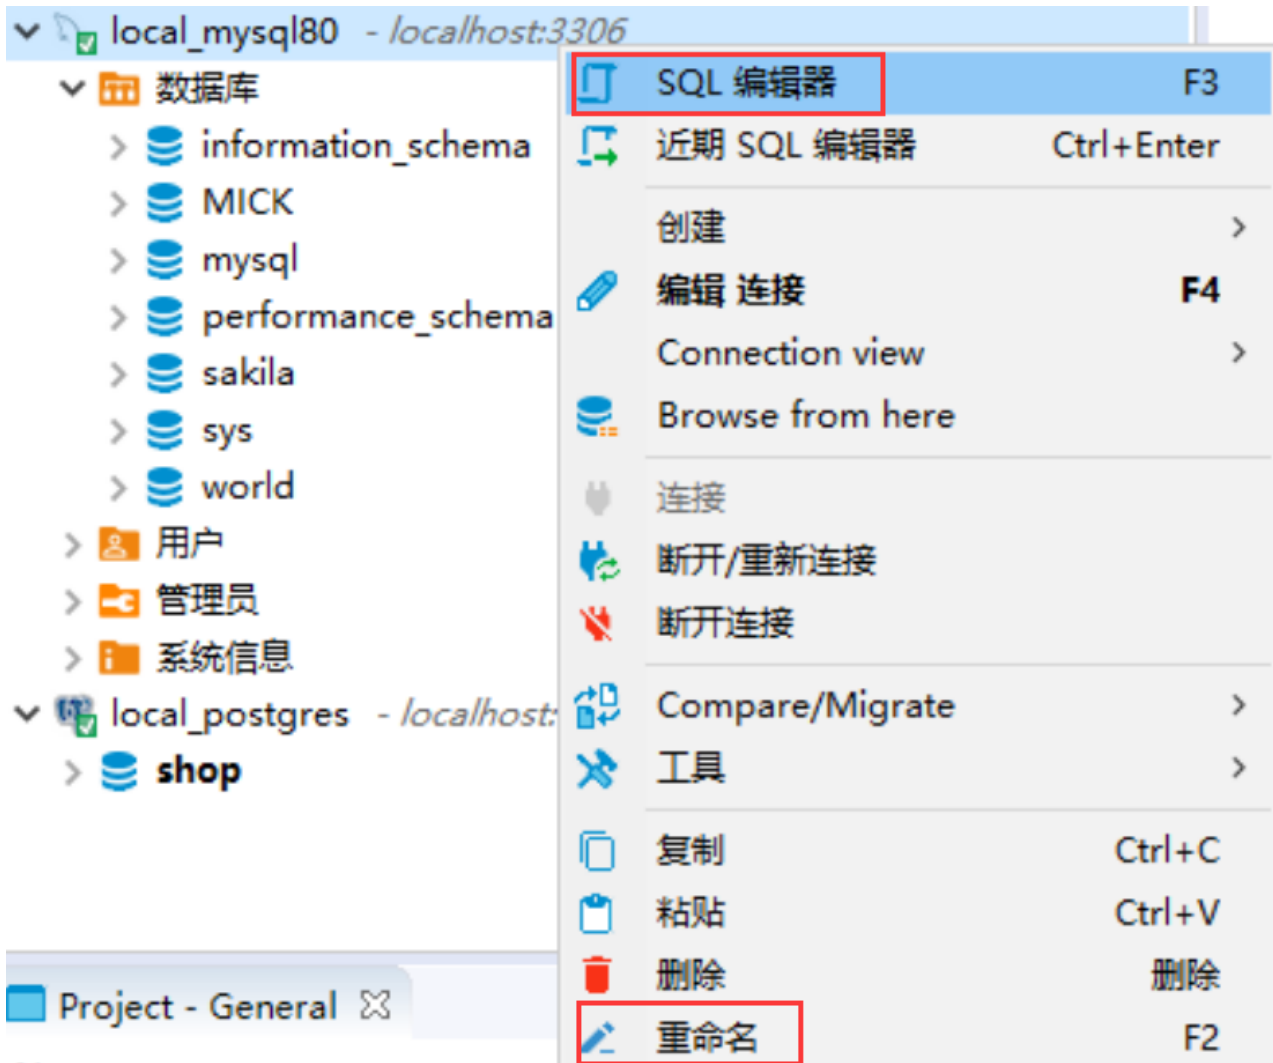 local_mysql80 - localhost:3306
数据库
information_schema
MICK
mysql
performance_schema
sakila
sys
world
用户
管理员
系统信息
local_postgres - localhost:
shop
Project - General
SQL 编辑器 F3
近期 SQL 编辑器 Ctrl+Enter
创建
编辑 连接 F4
Connection view
Browse from here
连接
断开/重新连接
断开连接
Compare/Migrate
工具
复制 Ctrl+C
粘贴 Ctrl+V
删除 删除
重命名 F2